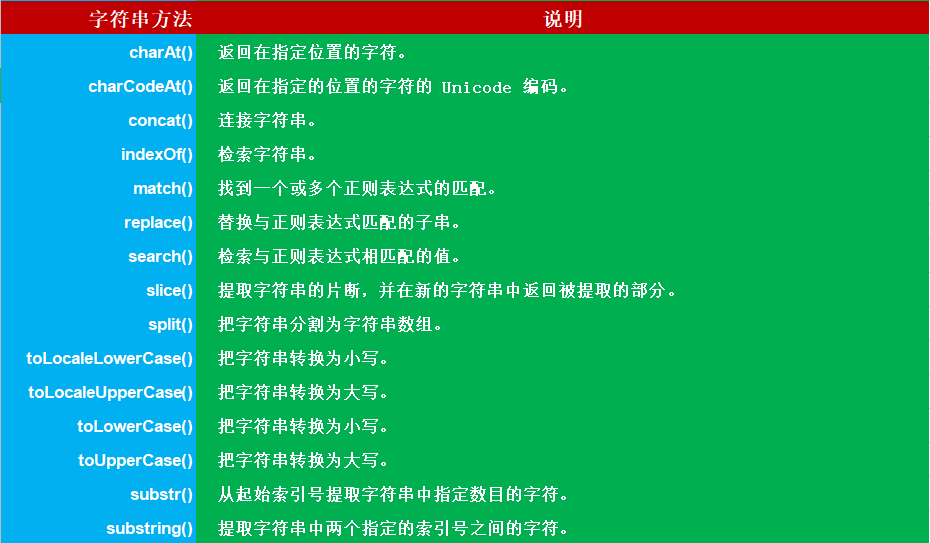 字符串方法 说明
charAt() 返回在指定位置的字符。
charCodeAt() 返回在指定的位置的字符的 Unicode 编码。
concat() 连接字符串。
indexOf() 检索字符串。
match() 找到一个或多个正则表达式的匹配。
replace() 替换与正则表达式匹配的子串。
search() 检索与正则表达式相匹配的值。
slice() 提取字符串的片断，并在新的字符串中返回被提取的部分。
split() 把字符串分割为字符串数组。
toLocaleLowerCase() 把字符串转换为小写。
toLocaleUpperCase() 把字符串转换为大写。
toLowerCase() 把字符串转换为小写。
toUpperCase() 把字符串转换为大写。
substr() 从起始索引号提取字符串中指定数目的字符。
substring() 提取字符串中两个指定的索引号之间的字符。